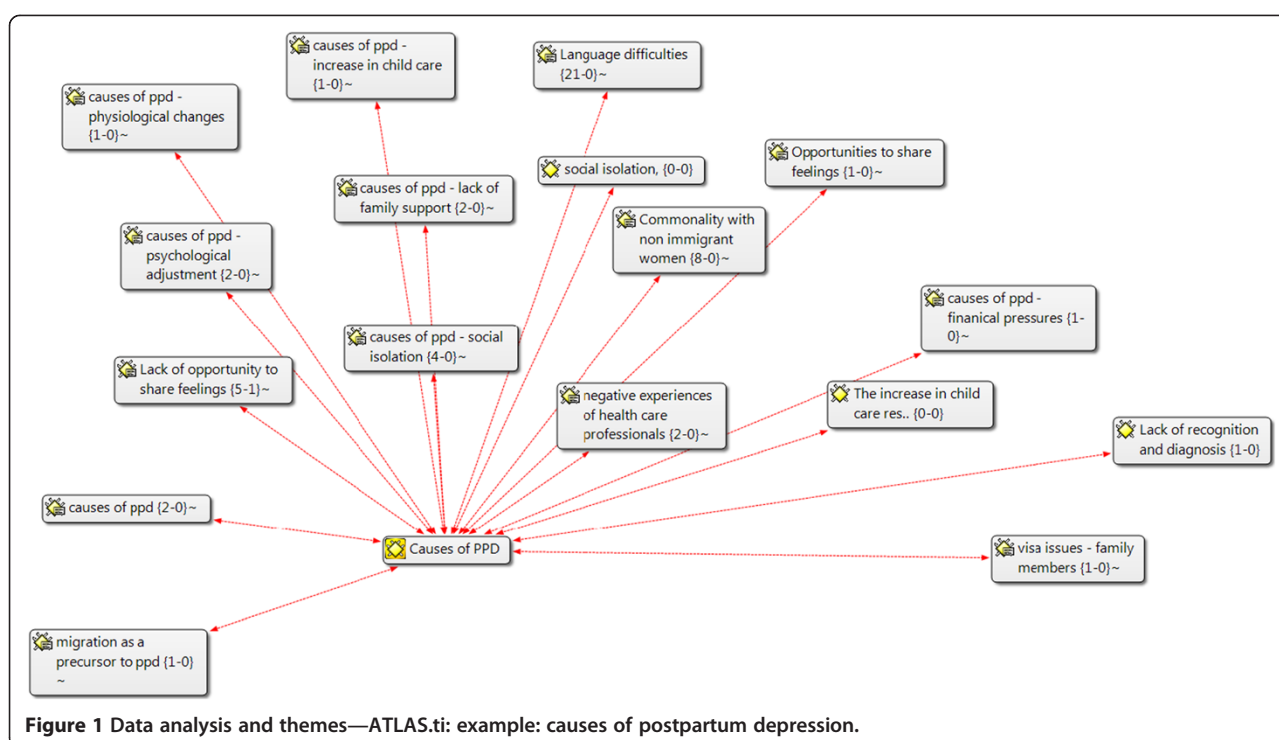 causes of ppd -
increase in child care
{1-0}~
Language difficulties
{21-0}~
causes of ppd -
physiological changes
{1-0}~
Opportunities to share
feelings {1-0}~
social isolation, {0-0}
causes of ppd - lack of
family support {2-0}~
Commonality with
non immigrant
women {8-0}~
causes of ppd -
psychological
adjustment {2-0}~
causes of ppd -
finanical pressures {1-
0}~
causes of ppd - social
isolation {4-0}~
Lack of opportunity to
share feelings {5-1}~
negative experiences
of health care
professionals {2-0}~
The increase in child
care res.. {0-0}
Lack of recognition
and diagnosis {1-0}
causes of ppd {2-0}~
Causes of PPD
visa issues - family
members {1-0}~
migration as a
precursor to ppd {1-0}
~
Figure 1 Data analysis and themes—ATLAS.ti: example: causes of postpartum depression.